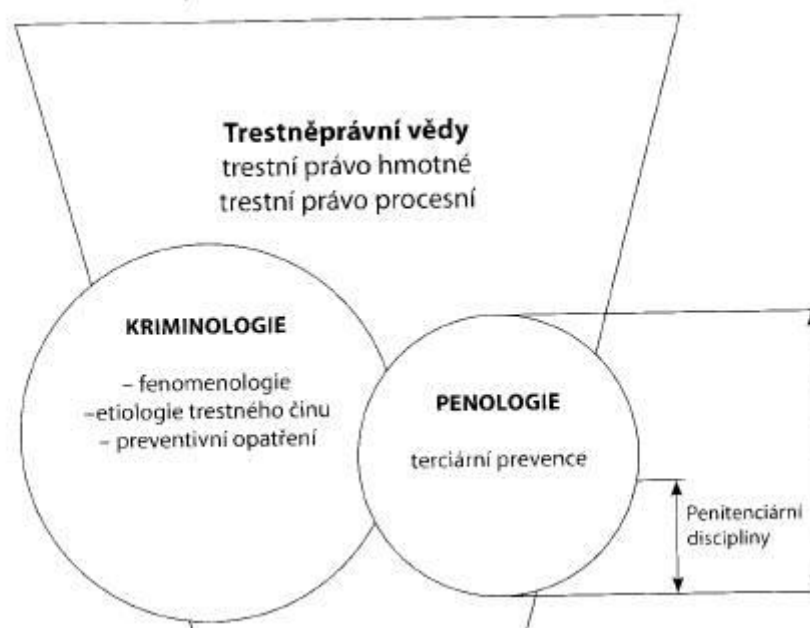 Trestněprávní vědy
trestní právo hmotné
trestní právo procesní
KRIMINOLOGIE
– fenomenologie
–etiologie trestného činu
– preventivní opatření
PENOLOGIE
terciární prevence
Penitenciární
discipliny